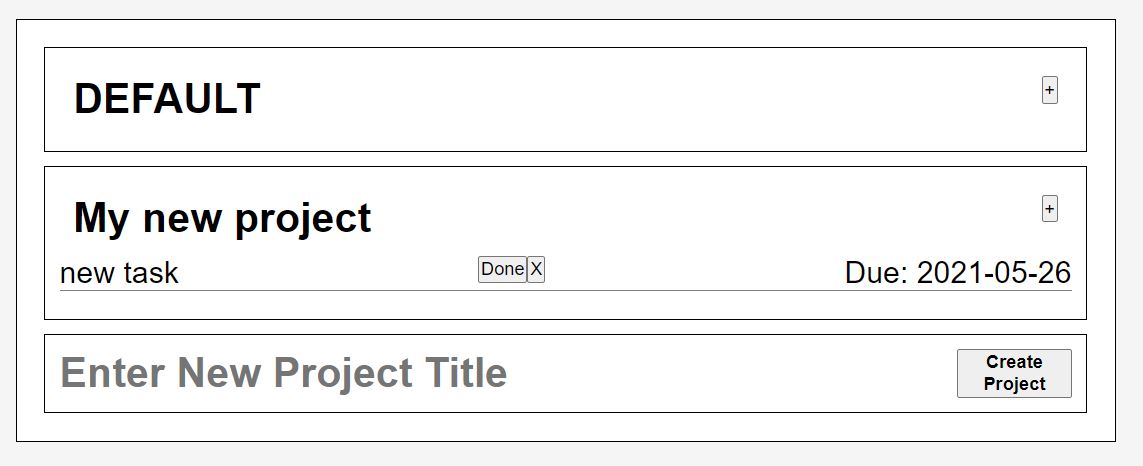 DEFAULT +
My new project +
new task Done X Due: 2021-05-26
Enter New Project Title Create
Project